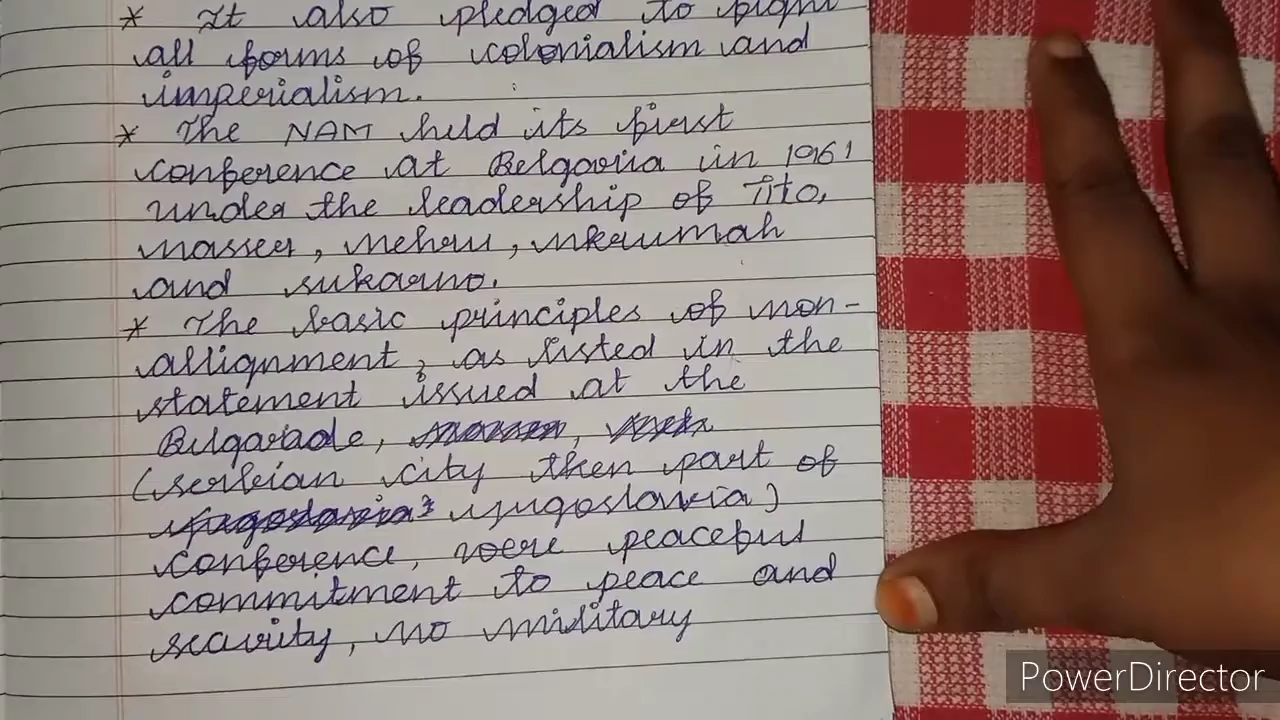 * It also pledged to fight
all forms of colonialism and
imperialism.
* The NAM held its first
conference at Belgavia in 1961
under the leadership of Tito,
nasser, nehru, nkrumah
and sukarno.
* The basic principles of non-
allignment, as listed in the
statement issued at the
Belgarade,
(serbian city then part of
yugoslavia)
conference, were peaceful
commitment to peace and
security, no military
PowerDirector